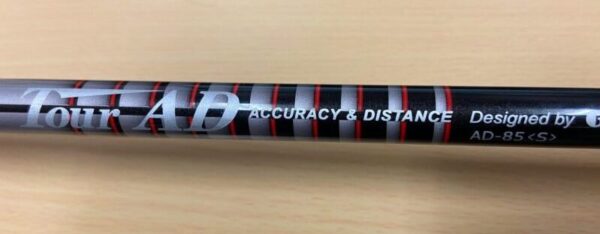 Tour AD ACCURACY & DISTANCE Designed by
AD-85 <S>